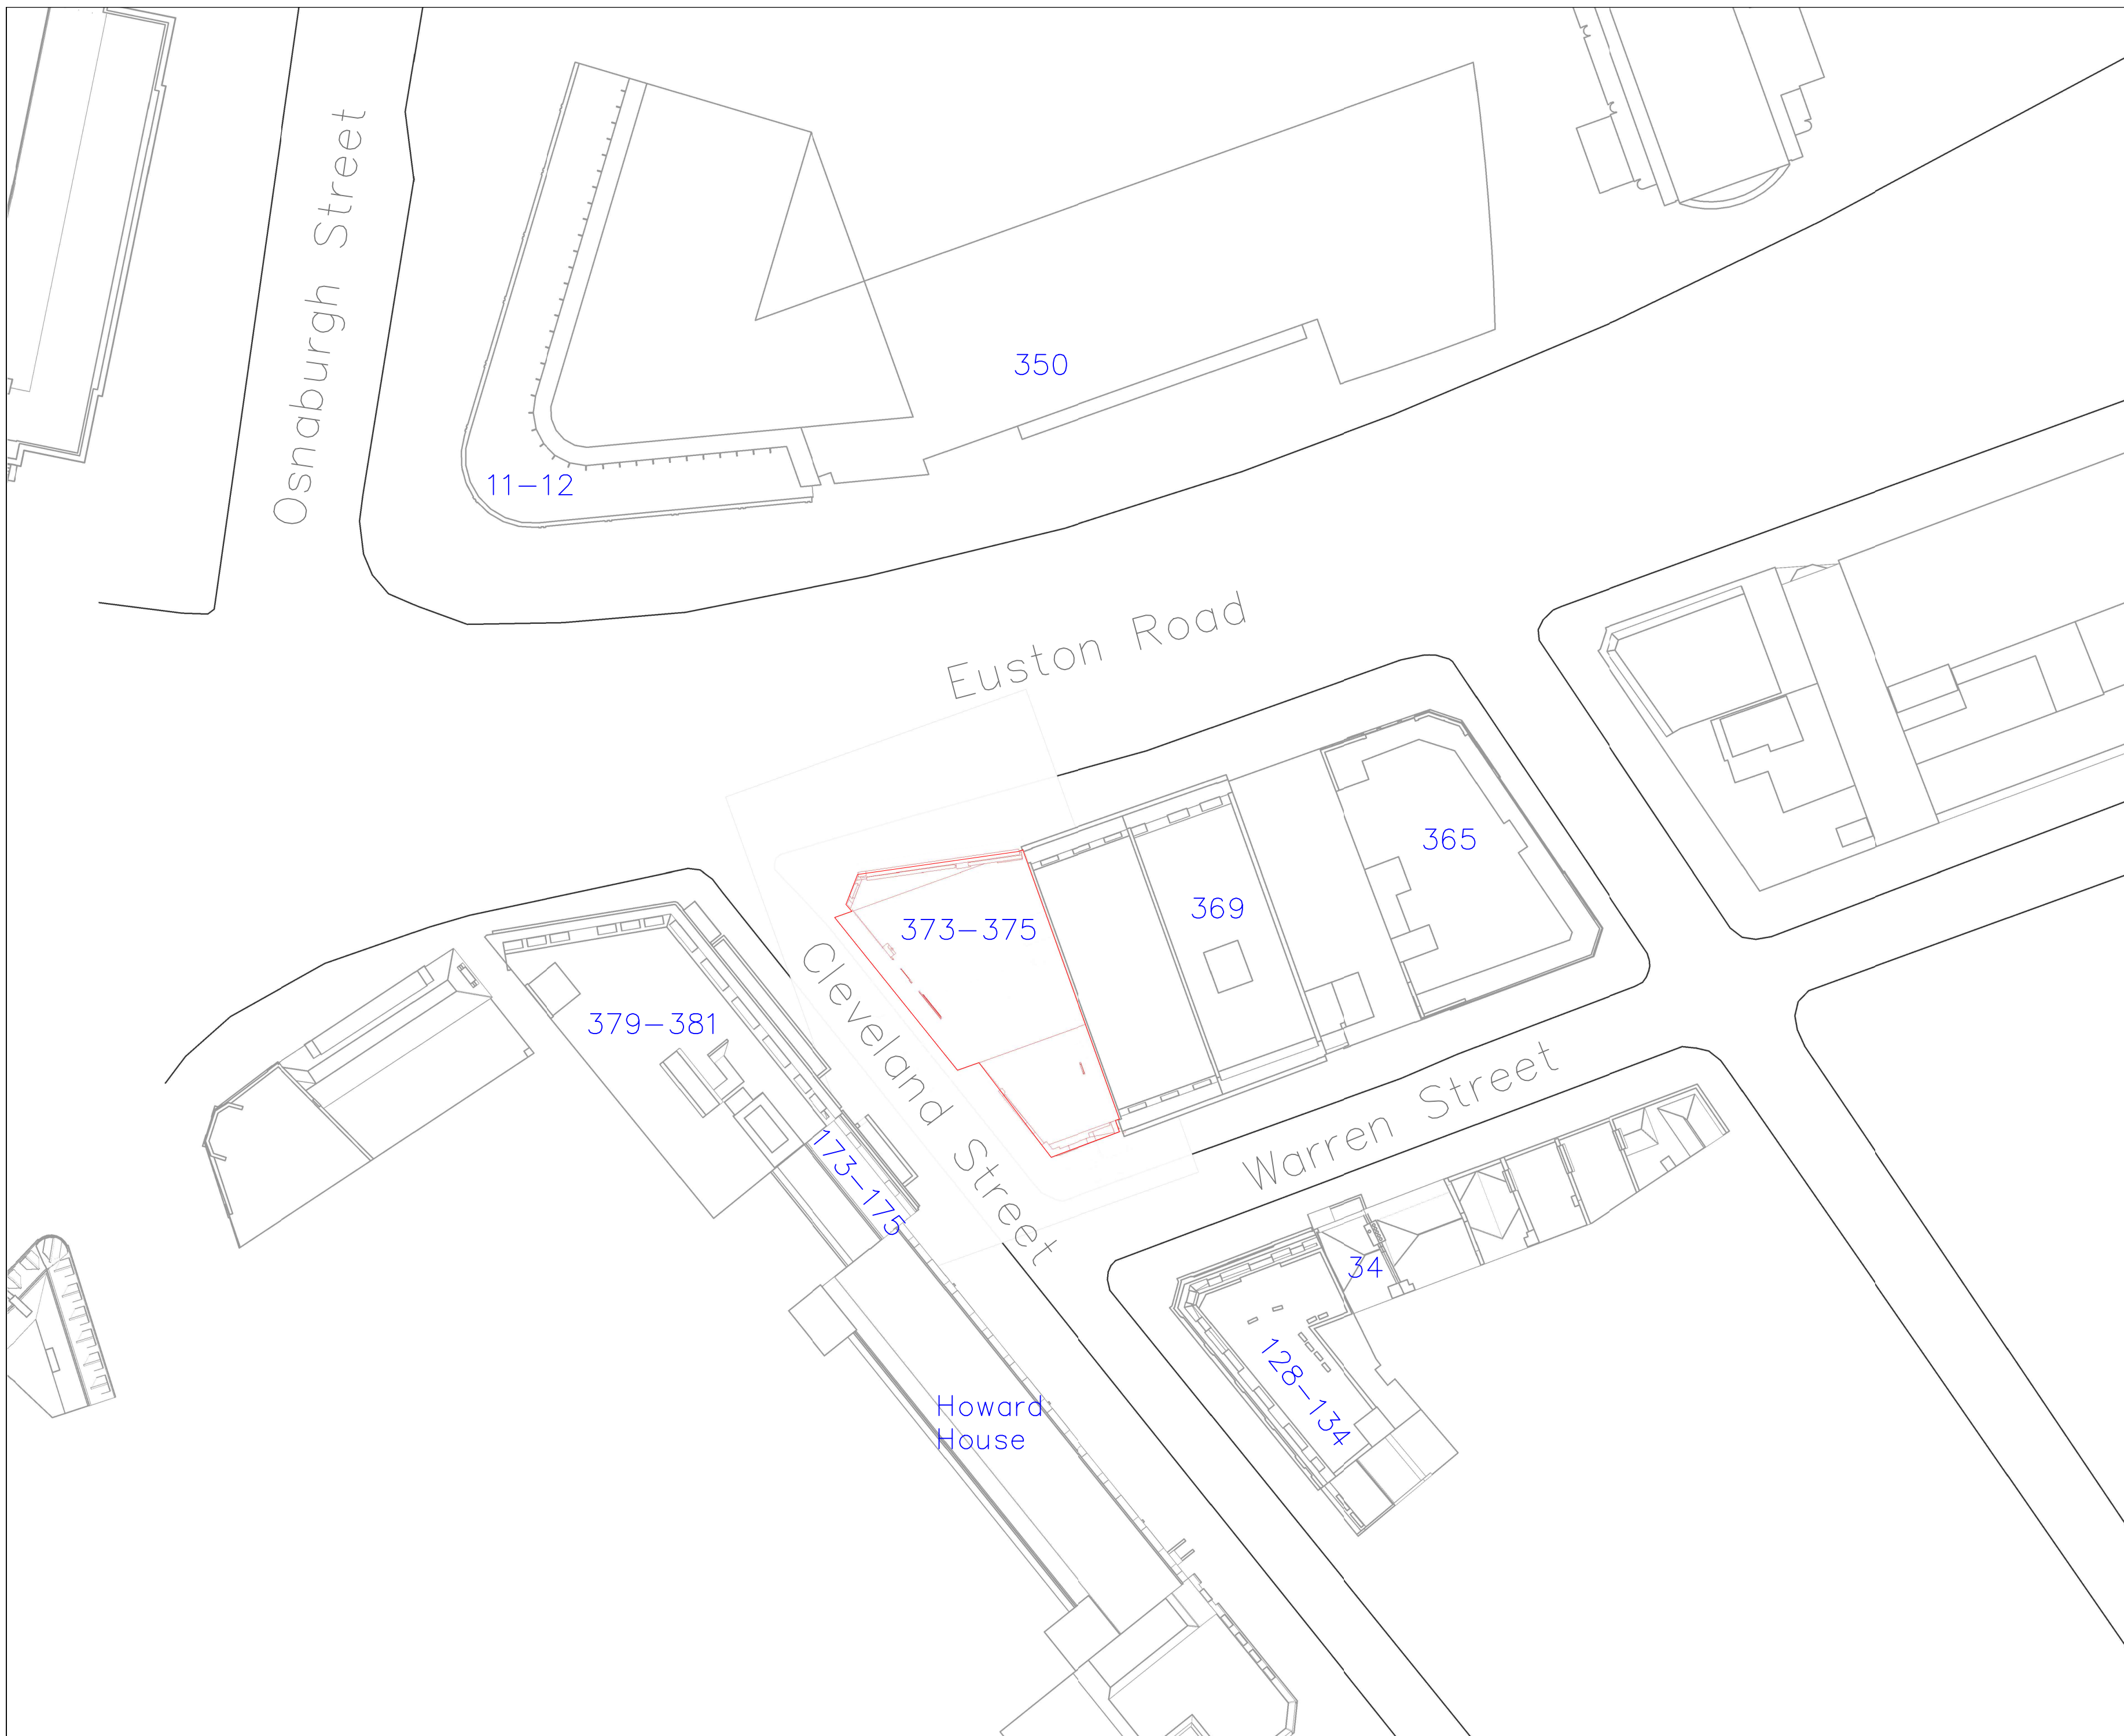 Osnaburgh Street
350
11-12
Euston Road
365
369
373-375
Cleveland Street
379-381
Warren Street
173-175
34
128-134
Howard
House